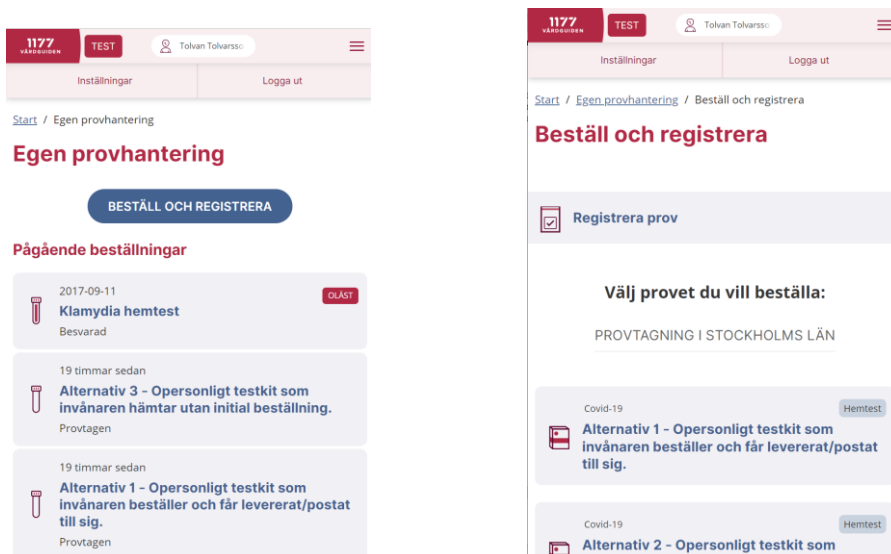 1177
VÅRDGUIDEN
TEST
Tolvan Tolvarsso
Inställningar
Logga ut
Start / Egen provhantering
Egen provhantering
BESTÄLL OCH REGISTRERA
Pågående beställningar
2017-09-11
OLÄST
Klamydia hemtest
Besvarad
19 timmar sedan
Alternativ 3 – Opersonligt testkit som
invånaren hämtar utan initial beställning.
Provtagen
19 timmar sedan
Alternativ 1 – Opersonligt testkit som
invånaren beställer och får levererat/postat
till sig.
Provtagen
1177
VÅRDGUIDEN
TEST
Tolvan Tolvarsso
Inställningar
Logga ut
Start / Egen provhantering / Beställ och registrera
Beställ och registrera
Registrera prov
Välj provet du vill beställa:
PROVTAGNING I STOCKHOLMS LÄN
Covid-19
Hemtest
Alternativ 1 – Opersonligt testkit som
invånaren beställer och får levererat/postat
till sig.
Covid-19
Hemtest
Alternativ 2 – Opersonligt testkit som